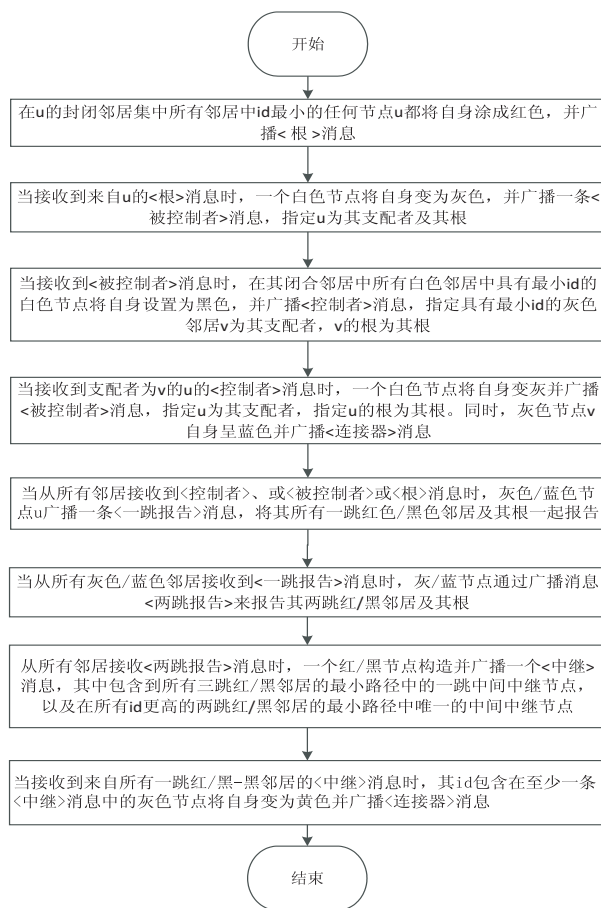 开始
在u的封闭邻居集中所有邻居中id最小的任何节点u都将自身涂成红色，并广
播< 根 >消息
当接收到来自u的<根>消息时，一个白色节点将自身变为灰色，并广播一条<
被控制者>消息，指定u为其支配者及其根
当接收到<被控制者>消息时，在其闭合邻居中所有白色邻居中具有最小id的
白色节点将自身设置为黑色，并广播<控制者>消息，指定具有最小id的灰色
邻居v为其支配者，v的根为其根
当接收到支配者为v的u的<控制者>消息时，一个白色节点将自身变灰并广播
<被控制者>消息，指定u为其支配者，指定u的根为其根。同时，灰色节点v
自身呈蓝色并广播<连接器>消息
当从所有邻居接收到<控制者>、或<被控制者>或<根>消息时，灰色/蓝色节
点u广播一条<一跳报告>消息，将其所有一跳红色/黑色邻居及其根一起报告
当从所有灰色/蓝色邻居接收到<一跳报告>消息时，灰/蓝节点通过广播消息
<两跳报告>来报告其两跳红/黑邻居及其根
从所有邻居接收<两跳报告>消息时，一个红/黑节点构造并广播一个<中继>
消息，其中包含到所有三跳红/黑邻居的最小路径中的一跳中间中继节点，
以及在所有id更高的两跳红/黑邻居的最小路径中唯一的中间中继节点
当接收到来自所有一跳红/黑-黑邻居的<中继>消息时，其id包含在至少一条
<中继>消息中的灰色节点将自身变为黄色并广播<连接器>消息
结束